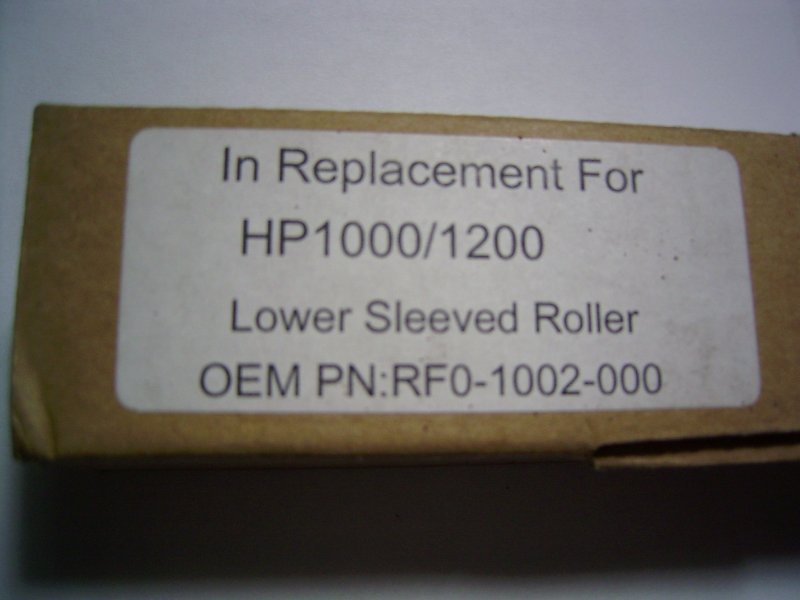 In Replacement For
HP1000/1200
Lower Sleeved Roller
OEM PN:RF0-1002-000